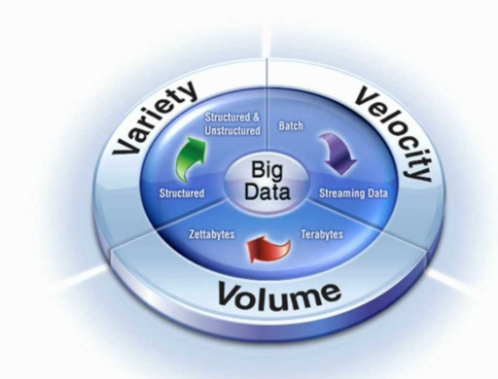 Variety
Velocity
Structured &
Unstructured
Batch
Big
Data
Structured
Streaming Data
Zettabytes
Terabytes
Volume